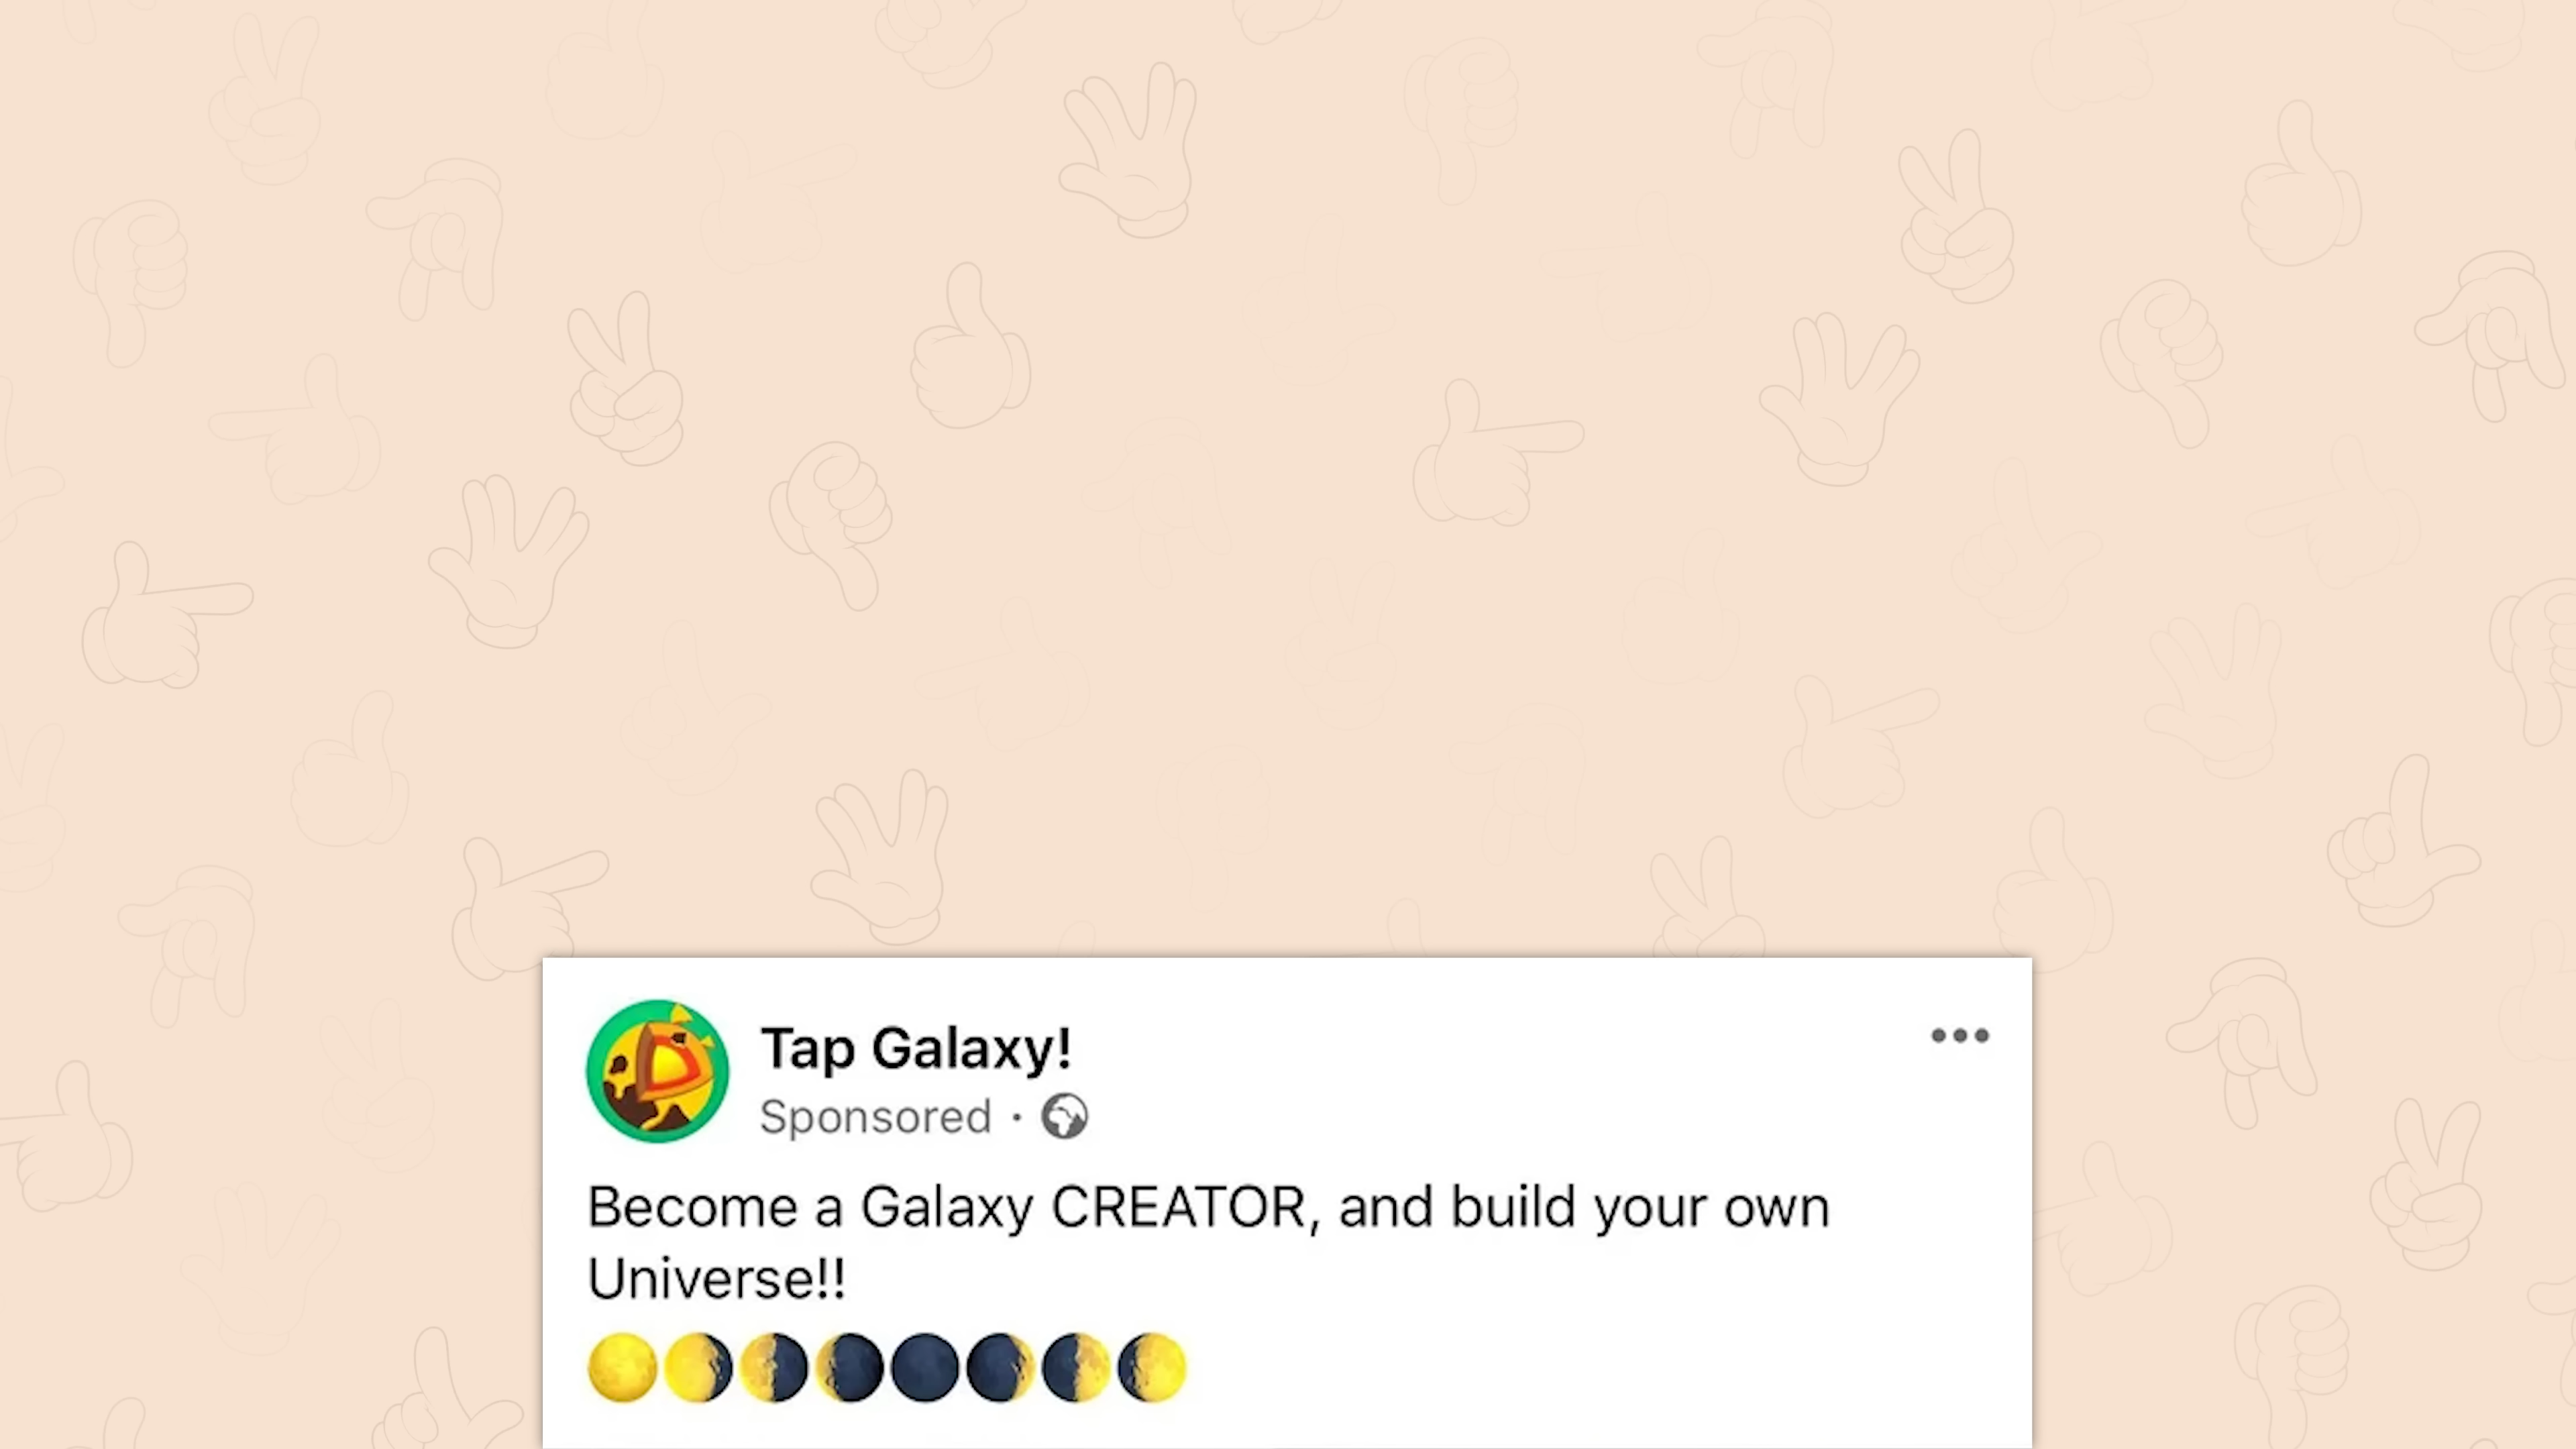 Tap Galaxy!
Sponsored ·
Become a Galaxy CREATOR, and build your own
Universe!!
🌕🌖🌗🌘🌑🌒🌓🌔